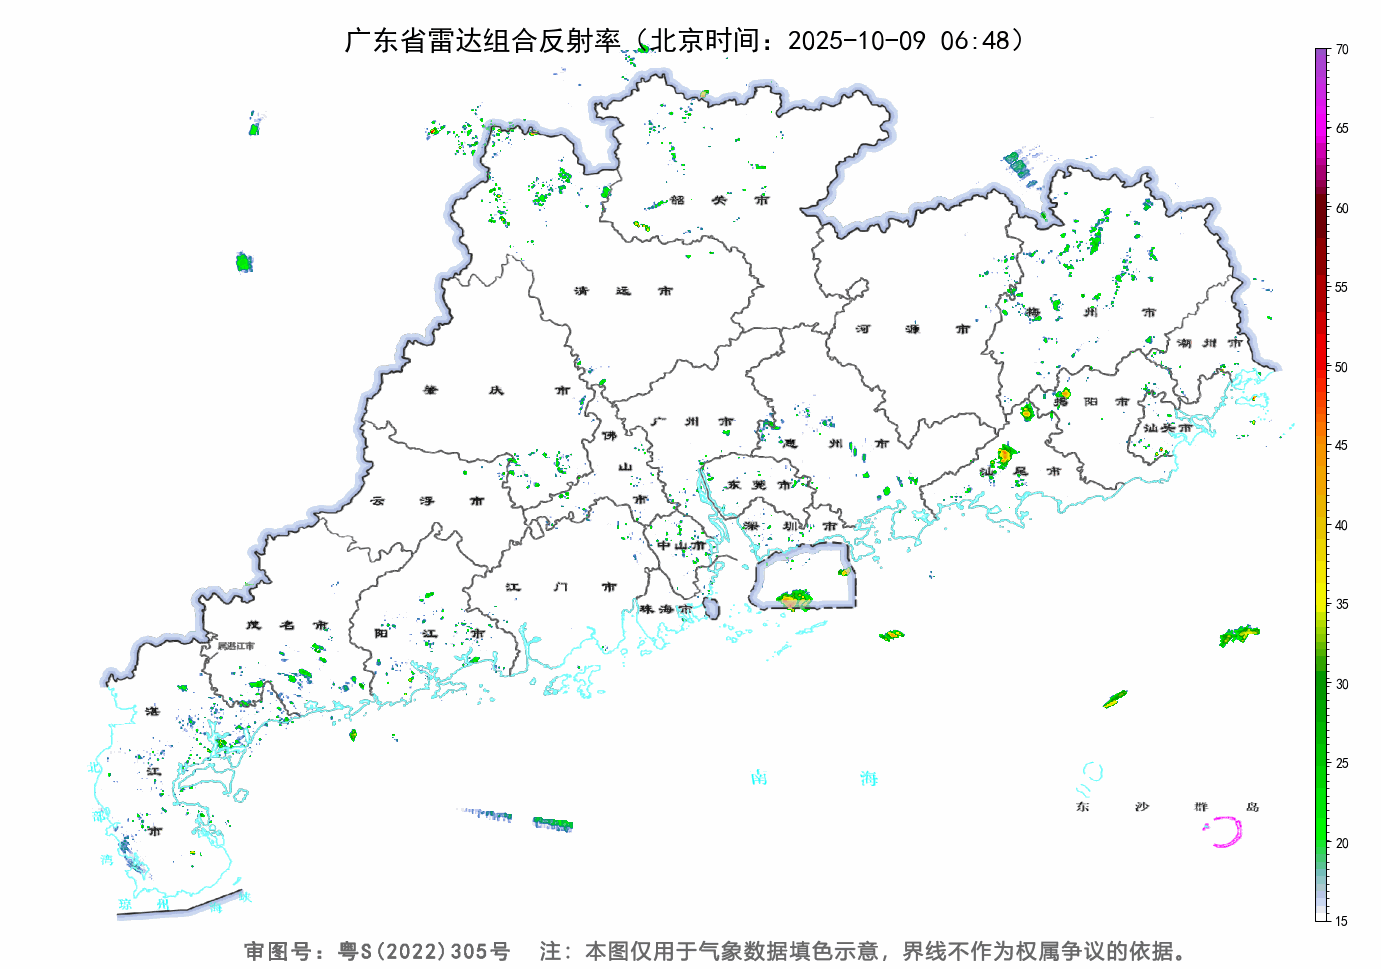 广东省雷达组合反射率（北京时间：2025-10-09 06:48）
70
65
60
55
50
45
40
35
30
25
20
15
韶关市
清远市
河源市
梅州市
潮州市
肇庆市
广州市
惠州市
揭阳市
汕头市
佛山市
东莞市
汕尾市
云浮市
深圳市
中山市
江门市
珠海市
茂名市
阳江市
属湛江市
湛江市
北部湾
琼州海峡
南海
东沙群岛
审图号：粤S(2022)305号 注：本图仅用于气象数据填色示意，界线不作为权属争议的依据。